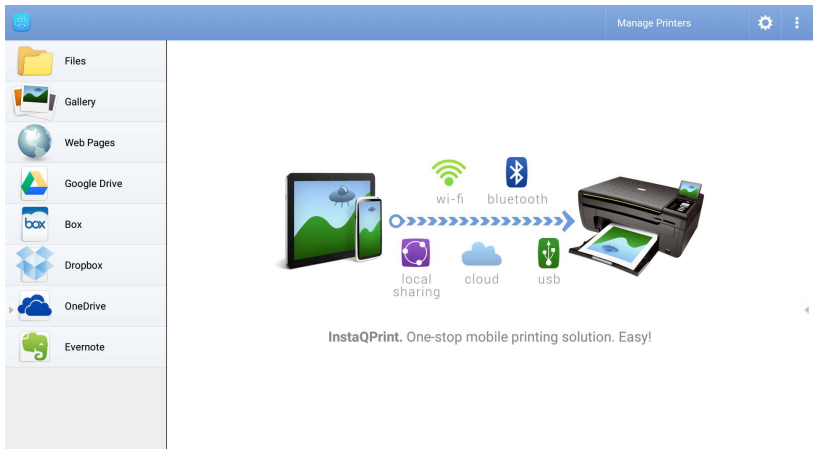 Manage Printers
Files
Gallery
Web Pages
Google Drive
box
Box
Dropbox
OneDrive
Evernote
wi-fi
bluetooth
local
sharing
cloud
usb
InstaQPrint. One-stop mobile printing solution. Easy!